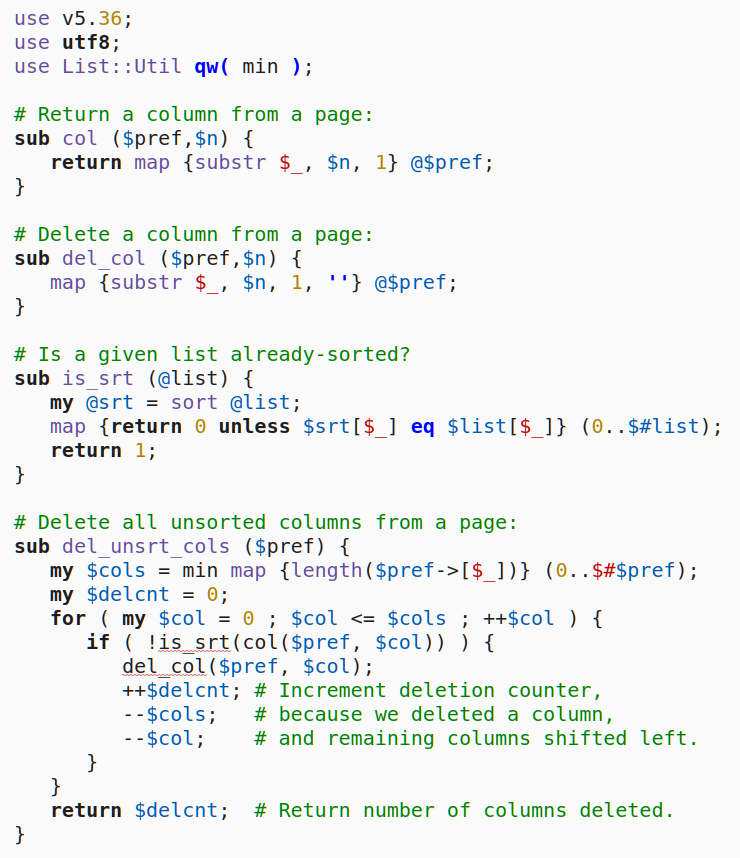 use v5.36;
use utf8;
use List::Util qw( min );

# Return a column from a page:
sub col ($pref,$n) {
   return map {substr $_, $n, 1} @$pref;
}

# Delete a column from a page:
sub del_col ($pref,$n) {
   map {substr $_, $n, 1, ''} @$pref;
}

# Is a given list already-sorted?
sub is_srt (@list) {
   my @srt = sort @list;
   map {return 0 unless $srt[$_] eq $list[$_]} (0..$#list);
   return 1;
}

# Delete all unsorted columns from a page:
sub del_unsrt_cols ($pref) {
   my $cols = min map {length($pref->[$_])} (0..$#$pref);
   my $delcnt = 0;
   for ( my $col = 0 ; $col <= $cols ; ++$col ) {
      if ( !is_srt(col($pref, $col)) ) {
         del_col($pref, $col);
         ++$delcnt; # Increment deletion counter,
         --$cols;   # because we deleted a column,
         --$col;    # and remaining columns shifted left.
      }
   }
   return $delcnt;  # Return number of columns deleted.
}